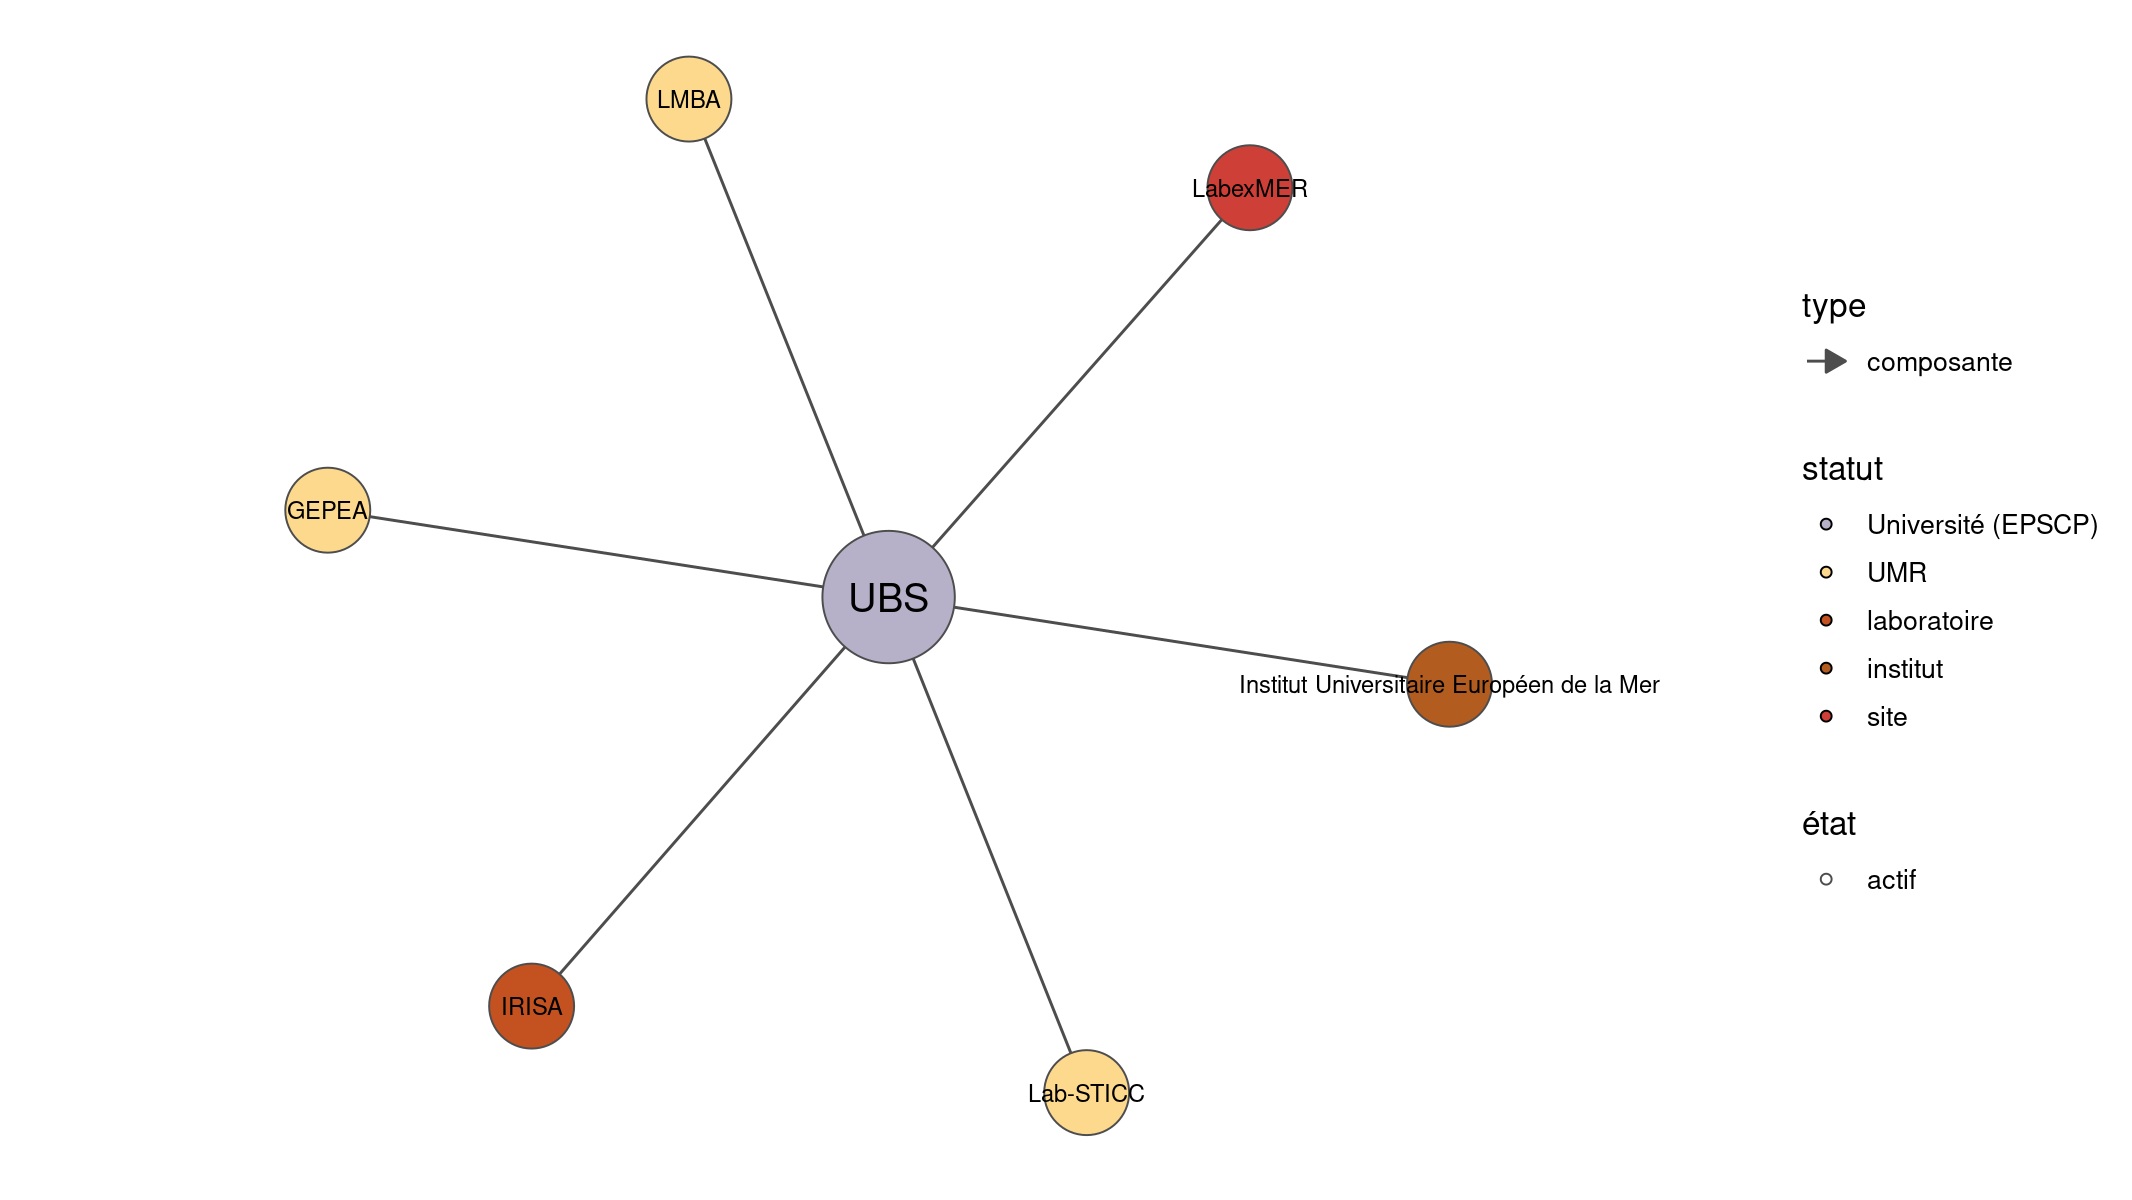 LMBA
LabexMER
GEPEA
UBS
Institut Universitaire Européen de la Mer
IRISA
Lab-STICC
type
composante
statut
Université (EPSCP)
UMR
laboratoire
institut
site
état
actif